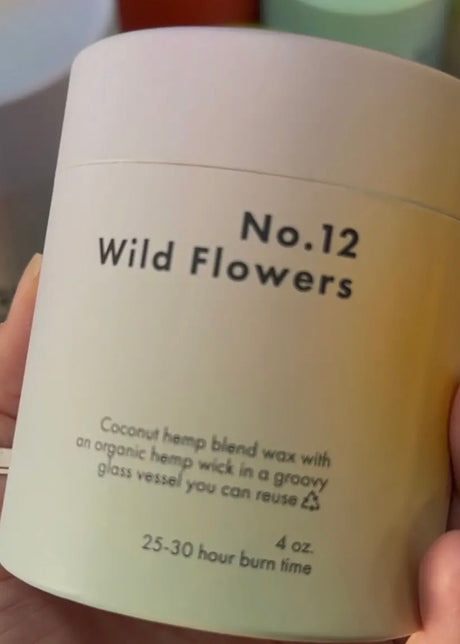 No.12
Wild Flowers
Coconut hemp blend wax with
an organic hemp wick in a groovy
glass vessel you can reuse
4 oz.
25-30 hour burn time